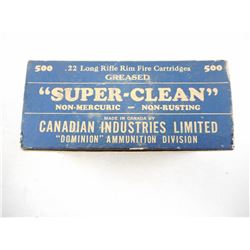 500 .22 Long Rifle Rim Fire Cartridges 500
GREASED
"SUPER-CLEAN"
NON-MERCURIC - NON-RUSTING
MADE IN CANADA BY
CANADIAN INDUSTRIES LIMITED
"DOMINION" AMMUNITION DIVISION